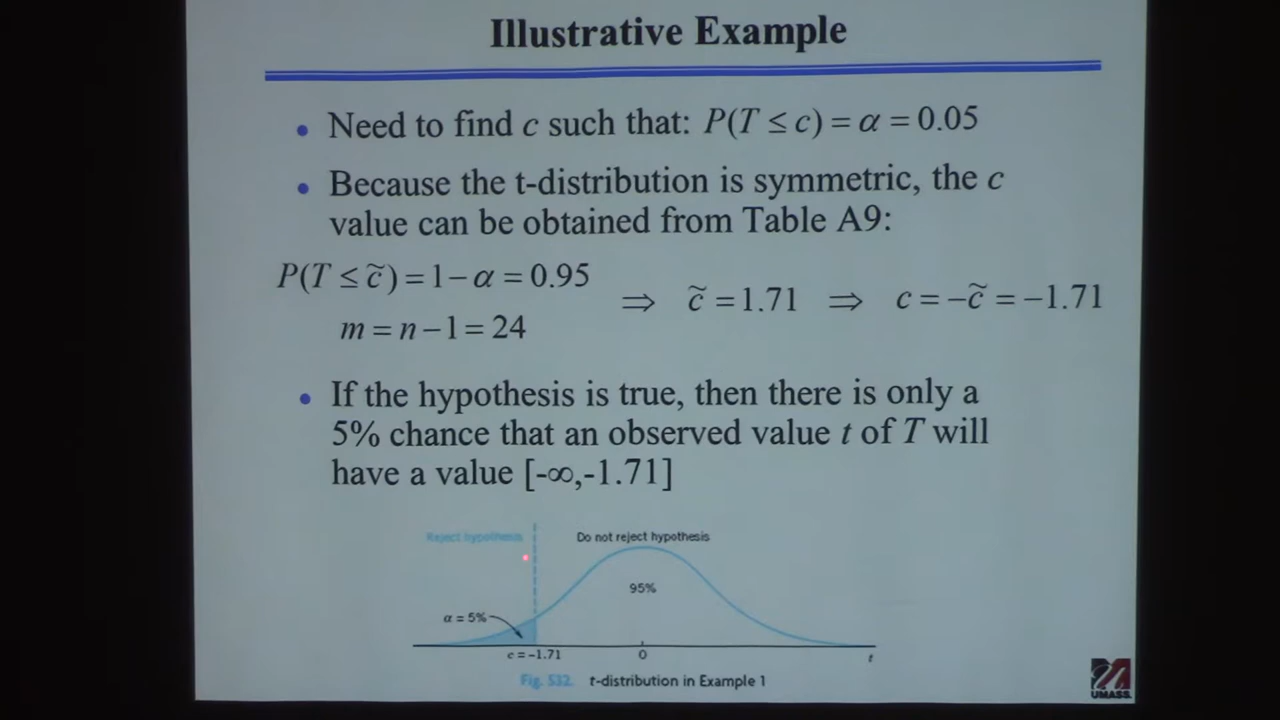 Illustrative Example
• Need to find c such that: P(T ≤ c) = α = 0.05
• Because the t-distribution is symmetric, the c
value can be obtained from Table A9:
P(T ≤ c̃) = 1 − α = 0.95
m = n − 1 = 24
⇒ c̃ = 1.71 ⇒ c = −c̃ = −1.71
• If the hypothesis is true, then there is only a
5% chance that an observed value t of T will
have a value [-∞,-1.71]
Reject hypothesis
Do not reject hypothesis
95%
α = 5%
c = −1.71
0
t
Fig. 532. t-distribution in Example 1
UMASS